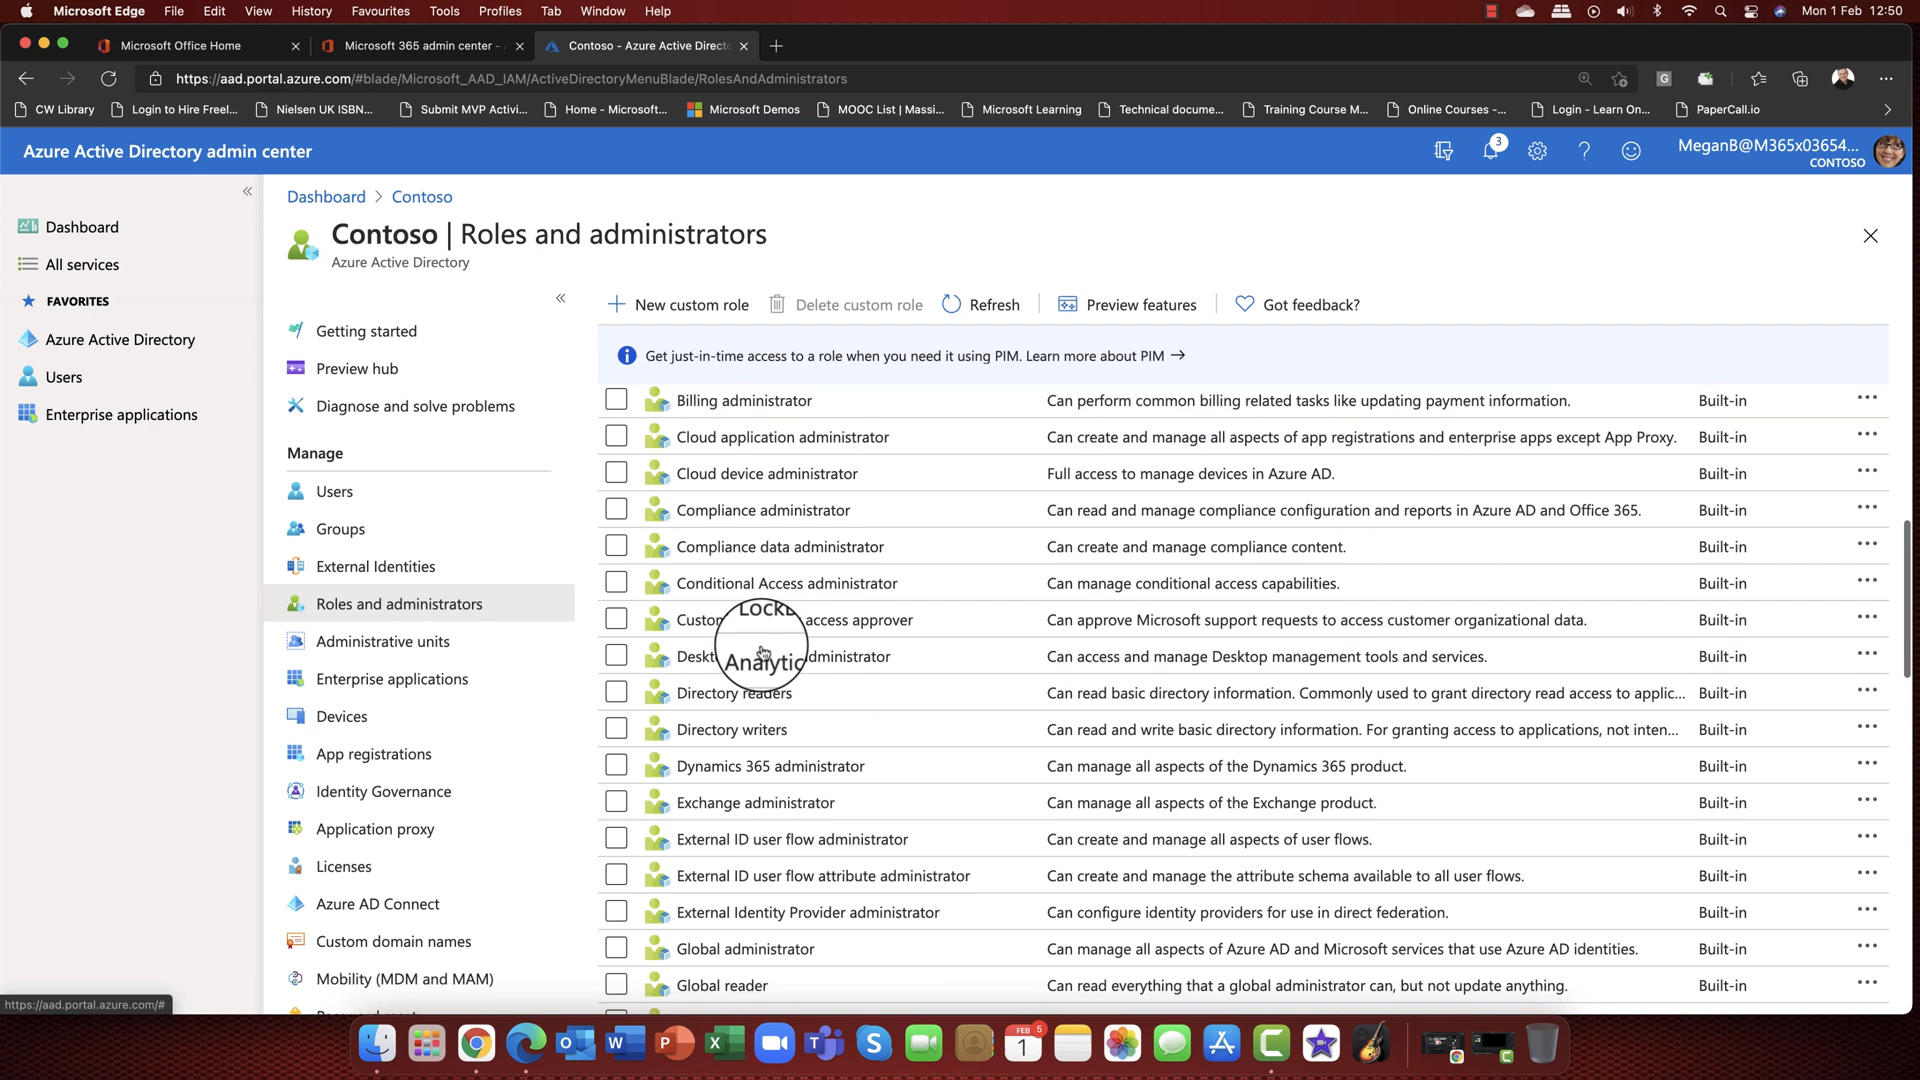 Microsoft Edge File Edit View History Favourites Tools Profiles Tab Window Help Mon 1 Feb 12:50
Microsoft Office Home
Microsoft 365 admin center -
Contoso - Azure Active Direct
https://aad.portal.azure.com/#blade/Microsoft_AAD_IAM/ActiveDirectoryMenuBlade/RolesAndAdministrators
CW Library Login to Hire Freel... Nielsen UK ISBN... Submit MVP Activi... Home - Microsoft... Microsoft Demos MOOC List | Massi... Microsoft Learning Technical docume... Training Course M... Online Courses -... Login - Learn On... PaperCall.io
Azure Active Directory admin center
3
MeganB@M365x03654...
CONTOSO
Dashboard
All services
FAVORITES
Azure Active Directory
Users
Enterprise applications
Dashboard > Contoso
Contoso | Roles and administrators
Azure Active Directory
Getting started
Preview hub
Diagnose and solve problems
Manage
Users
Groups
External Identities
Roles and administrators
Administrative units
Enterprise applications
Devices
App registrations
Identity Governance
Application proxy
Licenses
Azure AD Connect
Custom domain names
Mobility (MDM and MAM)
New custom role Delete custom role Refresh Preview features Got feedback?
Get just-in-time access to a role when you need it using PIM. Learn more about PIM →
Billing administrator Can perform common billing related tasks like updating payment information. Built-in
Cloud application administrator Can create and manage all aspects of app registrations and enterprise apps except App Proxy. Built-in
Cloud device administrator Full access to manage devices in Azure AD. Built-in
Compliance administrator Can read and manage compliance configuration and reports in Azure AD and Office 365. Built-in
Compliance data administrator Can create and manage compliance content. Built-in
Conditional Access administrator Can manage conditional access capabilities. Built-in
access approver Can approve Microsoft support requests to access customer organizational data. Built-in
Can access and manage Desktop management tools and services. Built-in
Directory readers Can read basic directory information. Commonly used to grant directory read access to applic... Built-in
Directory writers Can read and write basic directory information. For granting access to applications, not inten... Built-in
Dynamics 365 administrator Can manage all aspects of the Dynamics 365 product. Built-in
Exchange administrator Can manage all aspects of the Exchange product. Built-in
External ID user flow administrator Can create and manage all aspects of user flows. Built-in
External ID user flow attribute administrator Can create and manage the attribute schema available to all user flows. Built-in
External Identity Provider administrator Can configure identity providers for use in direct federation. Built-in
Global administrator Can manage all aspects of Azure AD and Microsoft services that use Azure AD identities. Built-in
Global reader Can read everything that a global administrator can, but not update anything. Built-in
https://aad.portal.azure.com/#
FEB
1
5